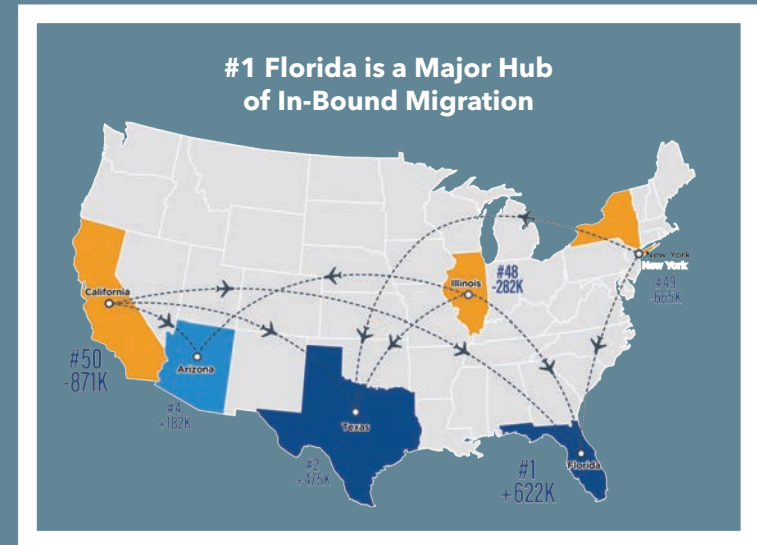 #1 Florida is a Major Hub
of In-Bound Migration
New York
New York
#49
-665K
#48
-282K
Illinois
California
#50
-871K
Arizona
#4
+182K
Texas
#2
+475K
Florida
#1
+622K